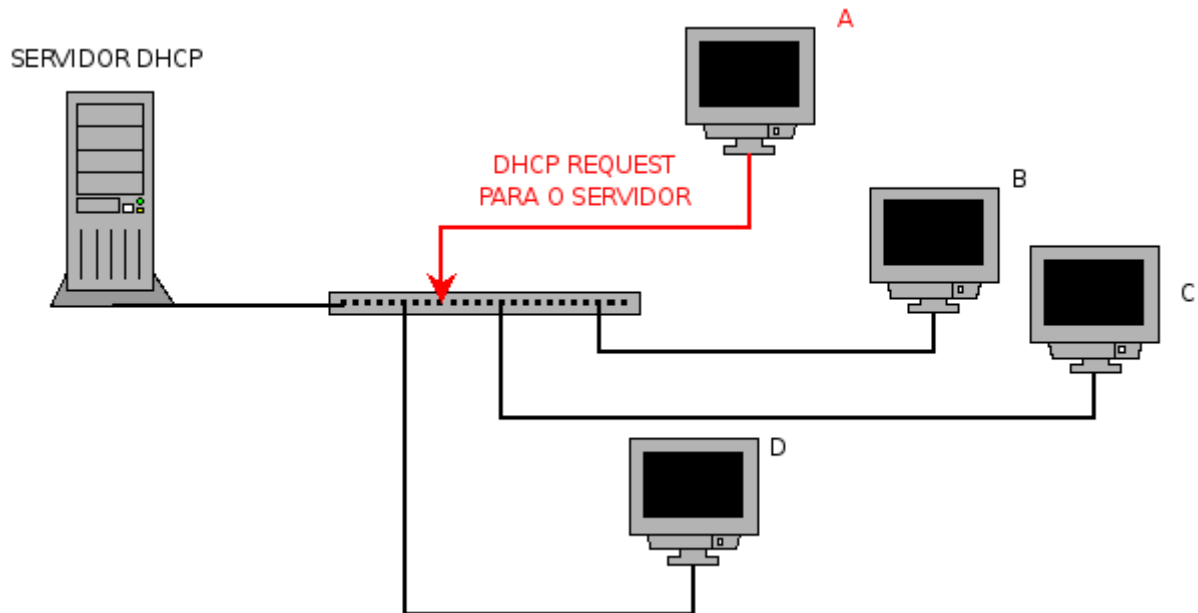 A
SERVIDOR DHCP
DHCP REQUEST
PARA O SERVIDOR
B
C
D